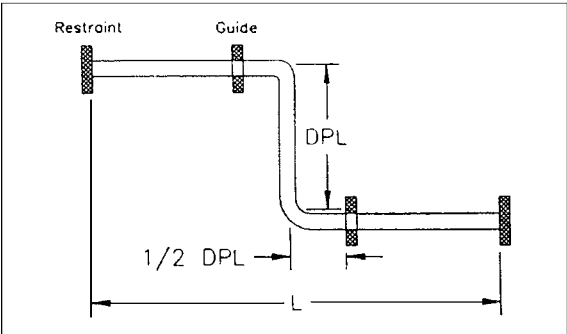 Restraint
Guide
DPL
1/2 DPL
L